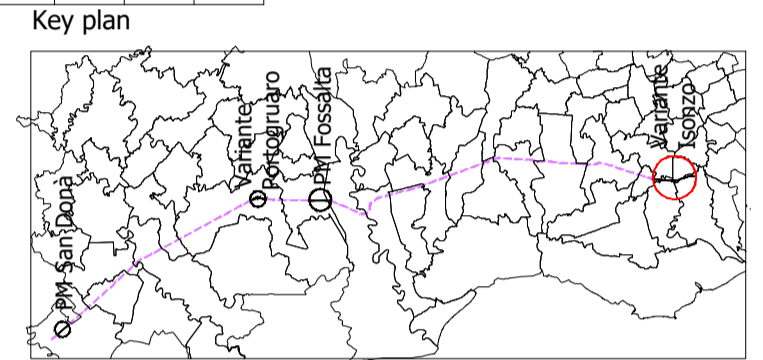 Key plan
PM San Donà
Variante
Portogruaro
PM Fossalta
Variante
Isonzo